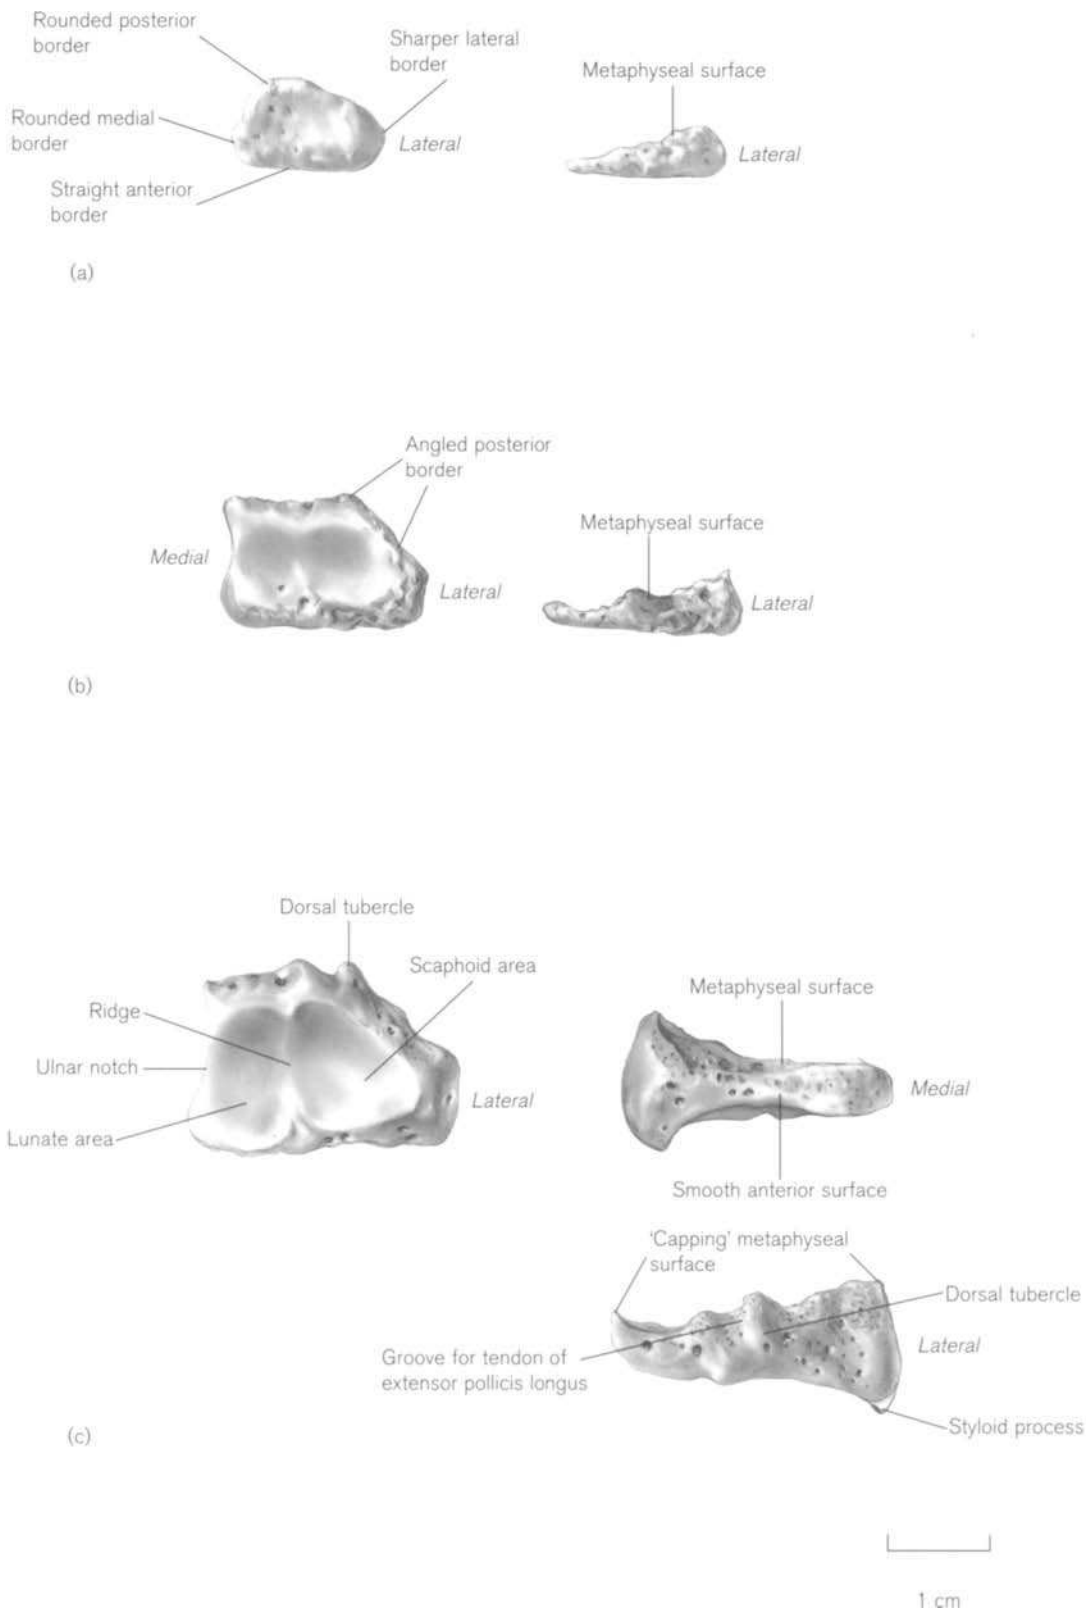 Rounded posterior
border
Sharper lateral
border
Metaphyseal surface
Rounded medial
border
Lateral
Lateral
Straight anterior
border
(a)
Angled posterior
border
Metaphyseal surface
Medial
Lateral
Lateral
(b)
Dorsal tubercle
Scaphoid area
Ridge
Ulnar notch
Lunate area
Lateral
Metaphyseal surface
Medial
Smooth anterior surface
'Capping' metaphyseal
surface
Dorsal tubercle
Lateral
Groove for tendon of
extensor pollicis longus
Styloid process
(c)
1 cm